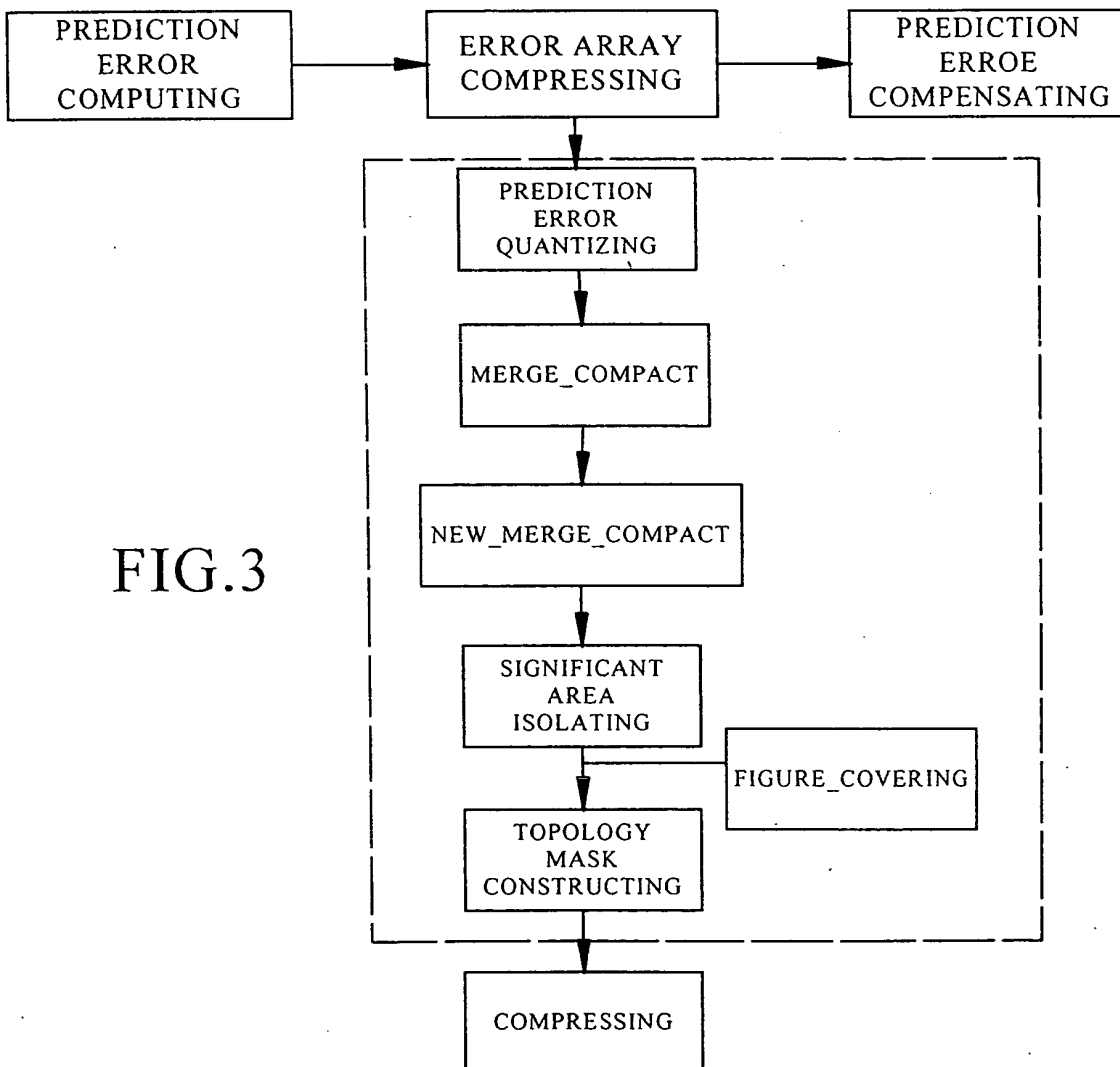 PREDICTION
ERROR
COMPUTING
ERROR ARRAY
COMPRESSING
PREDICTION
ERROE
COMPENSATING
PREDICTION
ERROR
QUANTIZING
MERGE_COMPACT
NEW_MERGE_COMPACT
FIG.3
SIGNIFICANT
AREA
ISOLATING
FIGURE_COVERING
TOPOLOGY
MASK
CONSTRUCTING
COMPRESSING